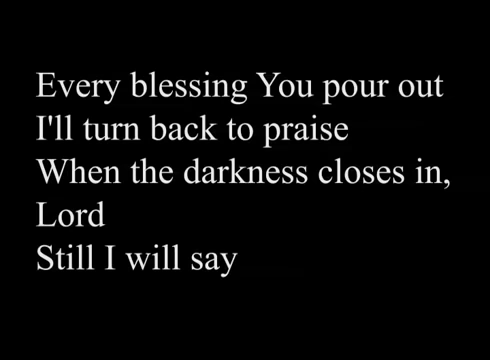 Every blessing You pour out
I'll turn back to praise
When the darkness closes in,
Lord
Still I will say